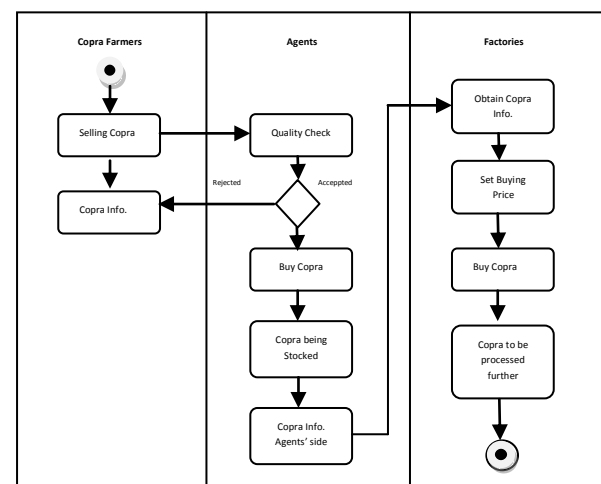 Copra Farmers
Agents
Factories
Selling Copra
Quality Check
Obtain Copra
Info.
Rejected
Acceppted
Copra Info.
Set Buying
Price
Buy Copra
Buy Copra
Copra being
Stocked
Copra to be
processed
further
Copra Info.
Agents’ side